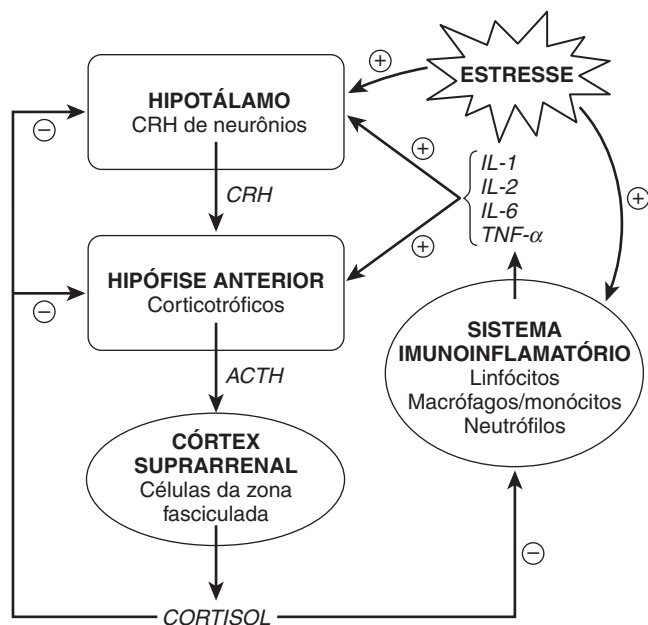 ESTRESSE
HIPOTÁLAMO
CRH de neurônios
CRH
IL-1
IL-2
IL-6
TNF-α
HIPÓFISE ANTERIOR
Corticotróficos
ACTH
SISTEMA
IMUNOINFLAMATÓRIO
Linfócitos
Macrófagos/monócitos
Neutrófilos
CÓRTEX
SUPRARRENAL
Células da zona
fasciculada
CORTISOL
+
+
+
+
−
−
−